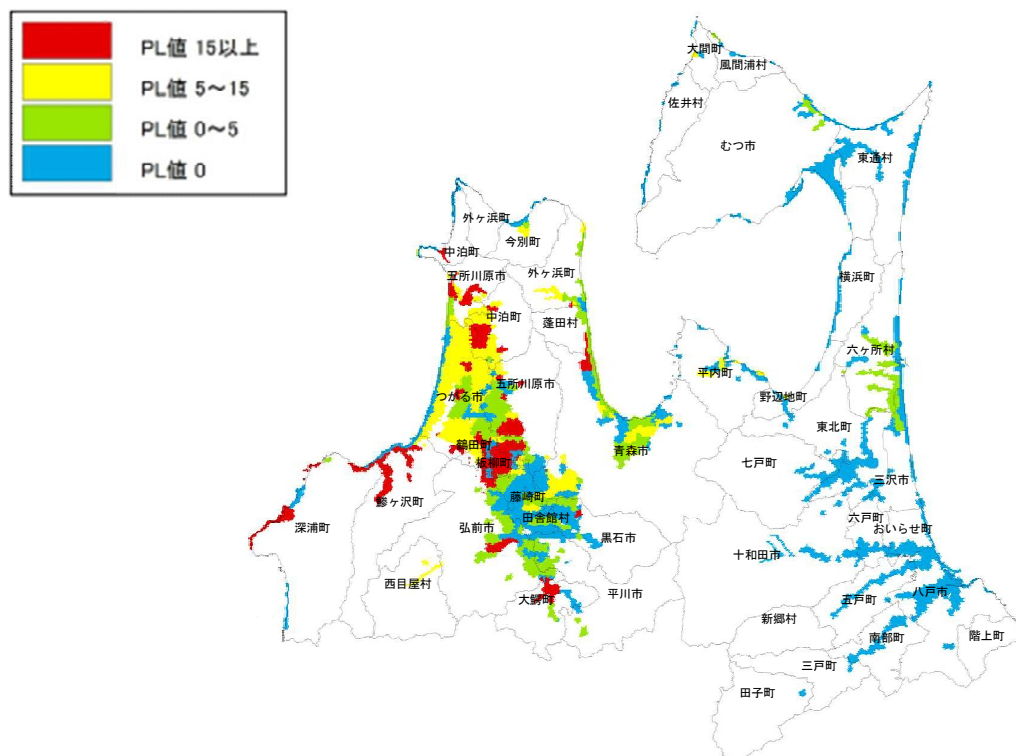 PL値 15以上
PL値 5～15
PL値 0～5
PL値 0
大間町
風間浦村
佐井村
むつ市
東通村
外ヶ浜町
今別町
中泊町
五所川原市
外ヶ浜町
横浜町
中泊町
蓬田村
六ヶ所村
平内町
五所川原市
つがる市
野辺地町
東北町
鶴田町
青森市
板柳町
七戸町
三沢市
藤崎町
鰺ヶ沢町
田舎館村
六戸町
深浦町
弘前市
おいらせ町
黒石市
十和田市
西目屋村
平川市
八戸市
大鰐町
五戸町
新郷村
南部町
階上町
三戸町
田子町